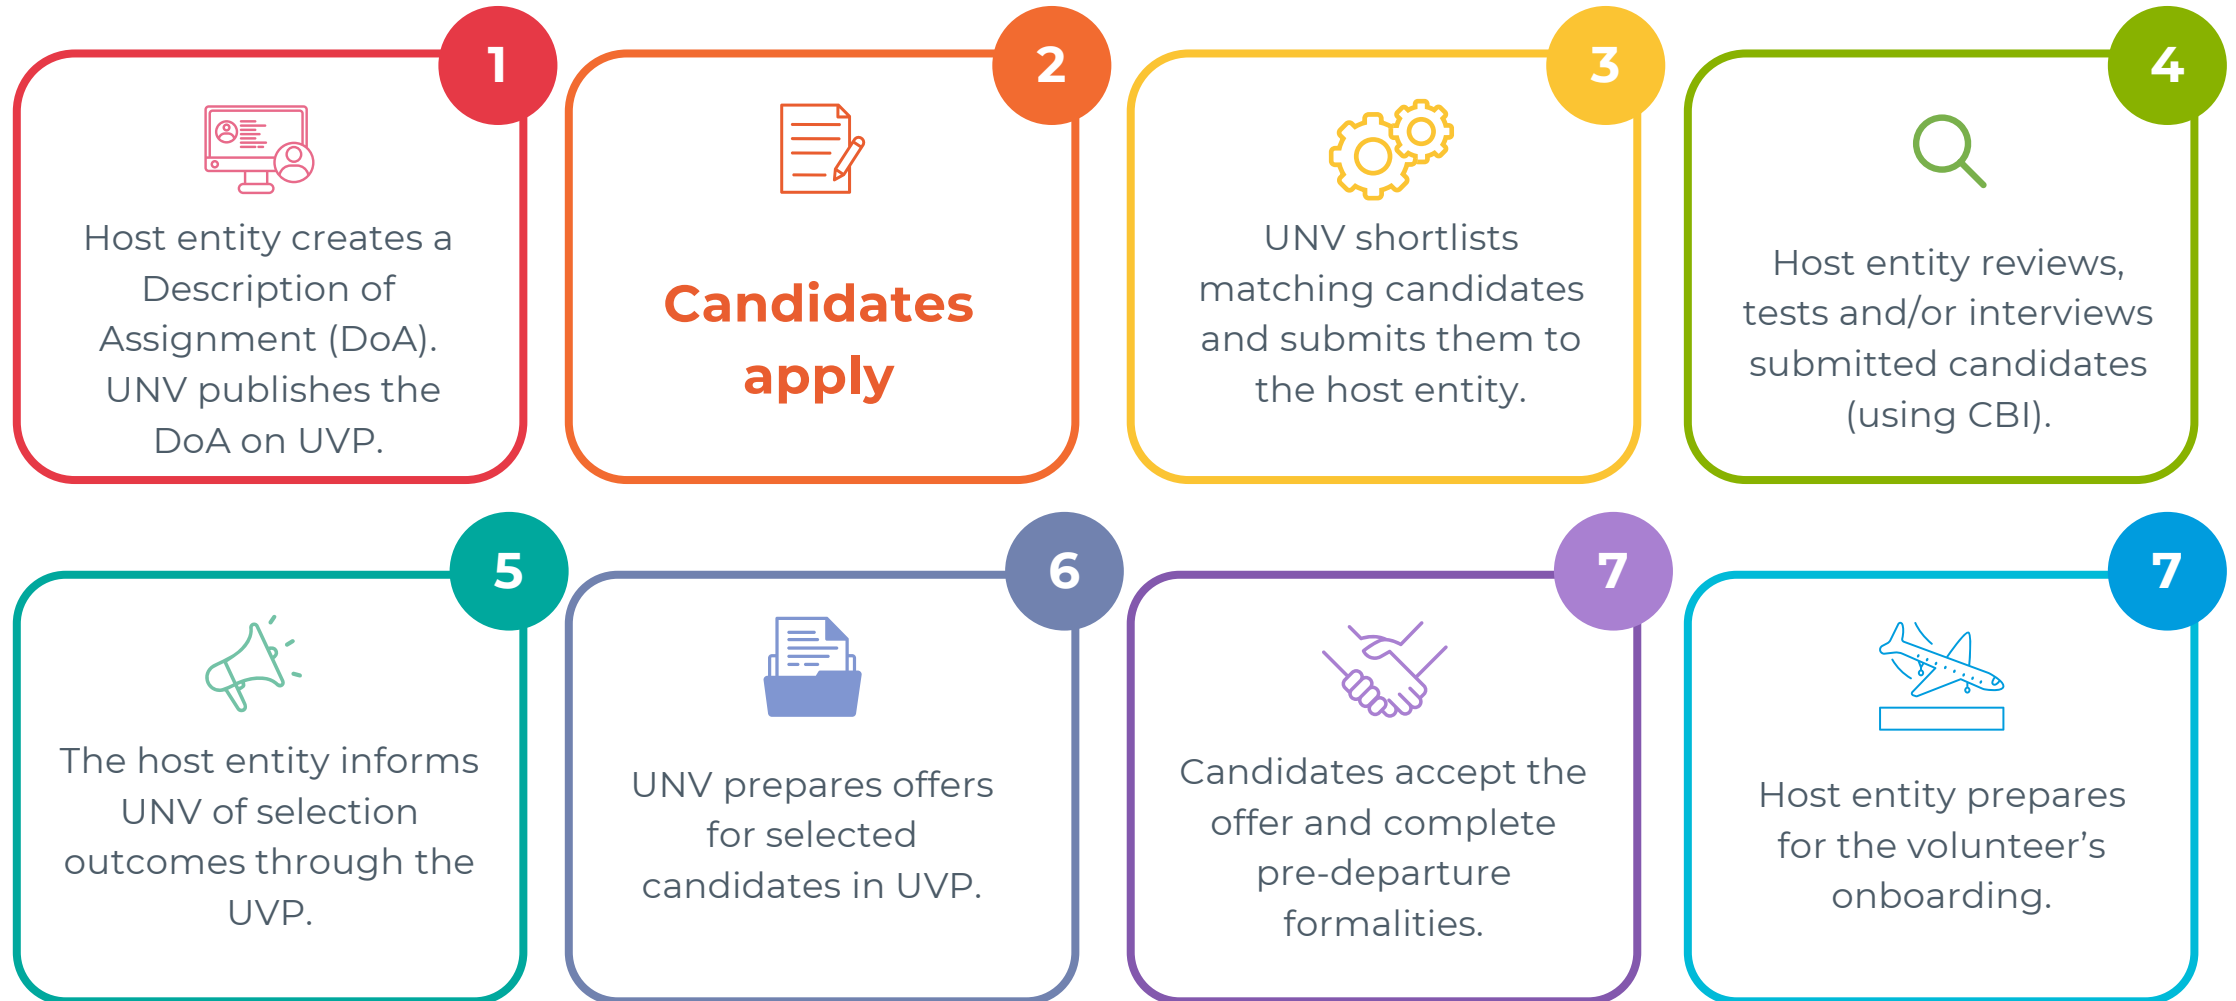 1
Host entity creates a
Description of
Assignment (DoA).
UNV publishes the
DoA on UVP.
2
Candidates
apply
3
UNV shortlists
matching candidates
and submits them to
the host entity.
4
Host entity reviews,
tests and/or interviews
submitted candidates
(using CBI).
5
The host entity informs
UNV of selection
outcomes through the
UVP.
6
UNV prepares offers
for selected
candidates in UVP.
7
Candidates accept the
offer and complete
pre-departure
formalities.
7
Host entity prepares
for the volunteer’s
onboarding.